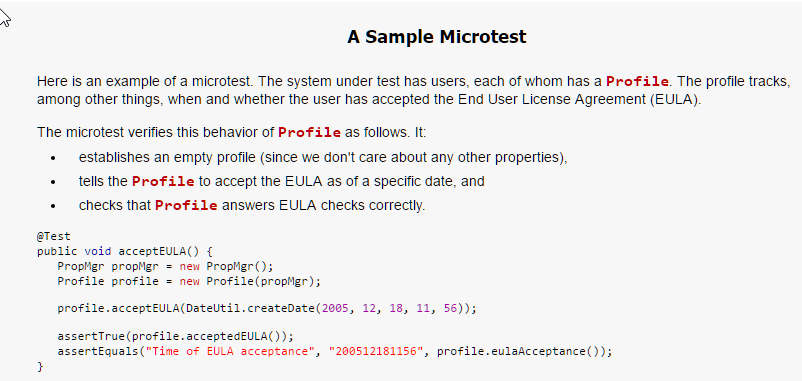 A Sample Microtest
Here is an example of a microtest. The system under test has users, each of whom has a Profile. The profile tracks,
among other things, when and whether the user has accepted the End User License Agreement (EULA).
The microtest verifies this behavior of Profile as follows. It:
• establishes an empty profile (since we don't care about any other properties),
• tells the Profile to accept the EULA as of a specific date, and
• checks that Profile answers EULA checks correctly.
@Test
public void acceptEULA() {
PropMgr propMgr = new PropMgr();
Profile profile = new Profile(propMgr);
profile.acceptEULA(DateUtil.createDate(2005, 12, 18, 11, 56));
assertTrue(profile.acceptedEULA());
assertEquals("Time of EULA acceptance", "200512181156", profile.eulaAcceptance());
}